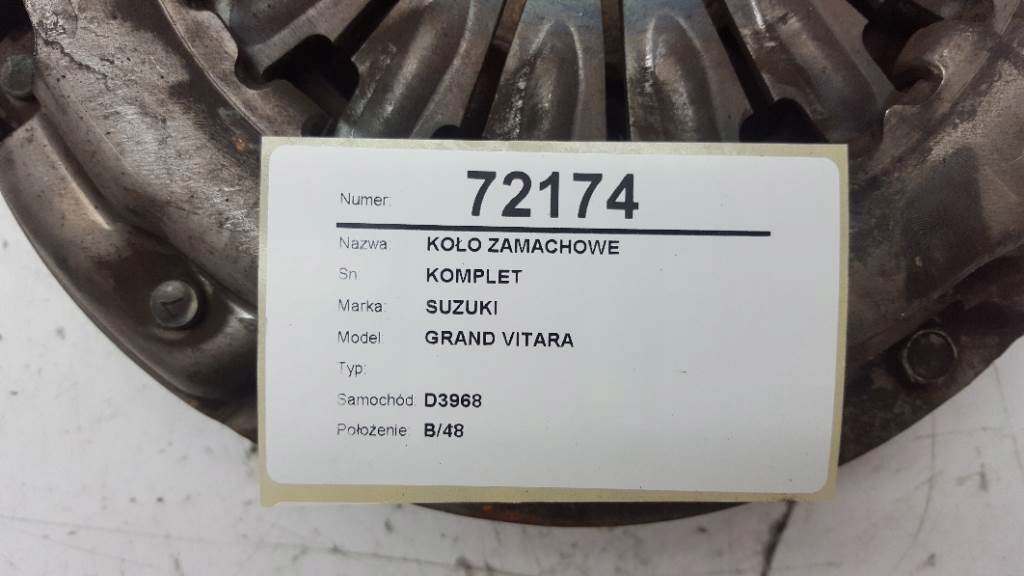 Numer: 72174
Nazwa: KOŁO ZAMACHOWE
Sn: KOMPLET
Marka: SUZUKI
Model: GRAND VITARA
Typ:
Samochód: D3968
Położenie: B/48